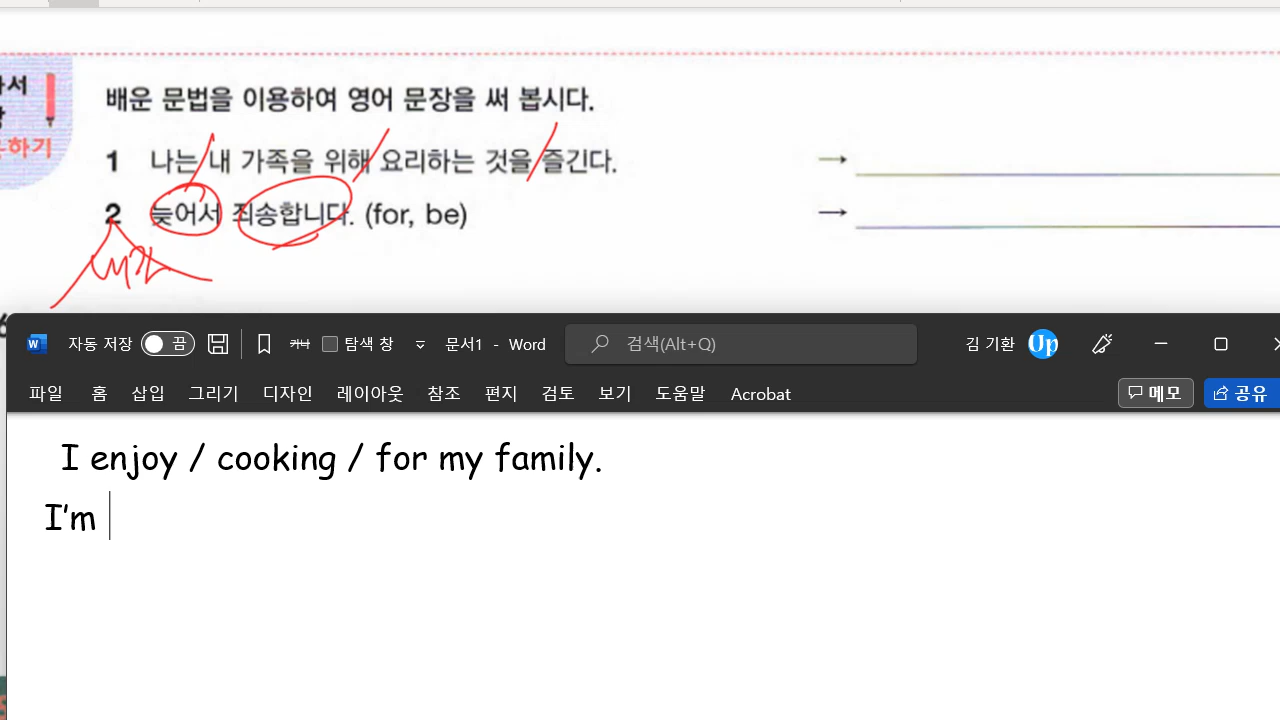 배운 문법을 이용하여 영어 문장을 써 봅시다.
하기
1 나는 내 가족을 위해 요리하는 것을 즐긴다. →
2 늦어서 죄송합니다. (for, be) →
자동 저장 끔 가나 탐색 창 문서1 - Word 검색(Alt+Q) 김 기환 Up
파일 홈 삽입 그리기 디자인 레이아웃 참조 편지 검토 보기 도움말 Acrobat 메모 공유
I enjoy / cooking / for my family.
I'm